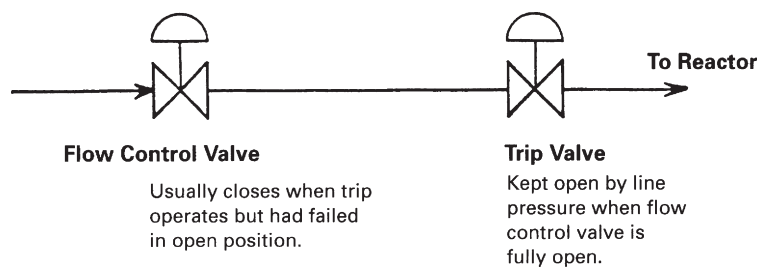 To Reactor
Flow Control Valve
Usually closes when trip
operates but had failed
in open position.
Trip Valve
Kept open by line
pressure when flow
control valve is
fully open.